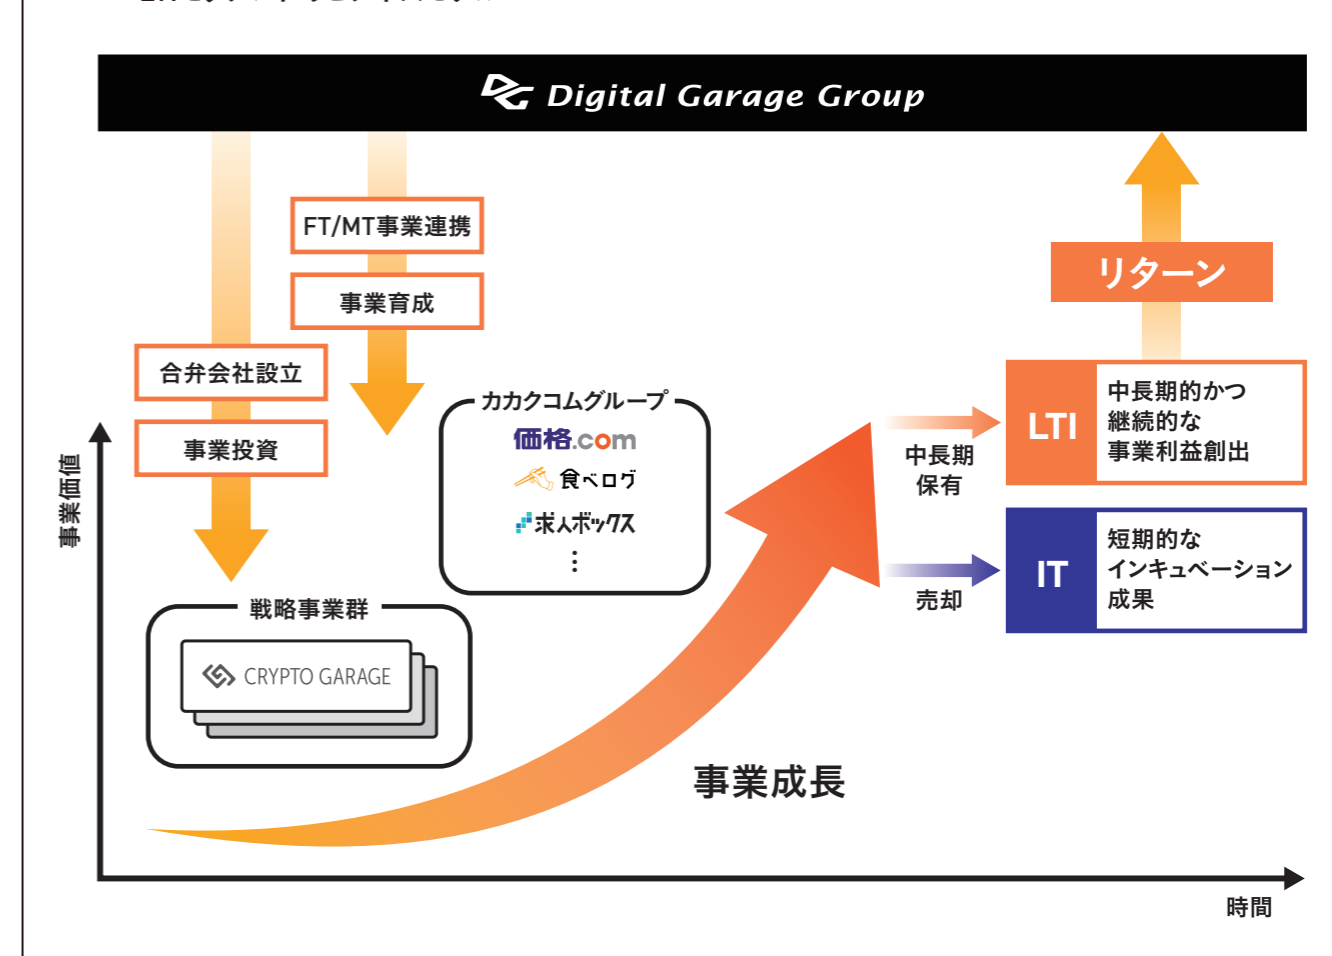 Digital Garage Group
FT/MT事業連携
事業育成
合弁会社設立
事業投資
リターン
カカクコムグループ
価格.com
食べログ
求人ボックス
⋮
中長期
保有
売却
LTI
中長期的かつ
継続的な
事業利益創出
IT
短期的な
インキュベーション
成果
戦略事業群
CRYPTO GARAGE
事業成長
事業価値
時間